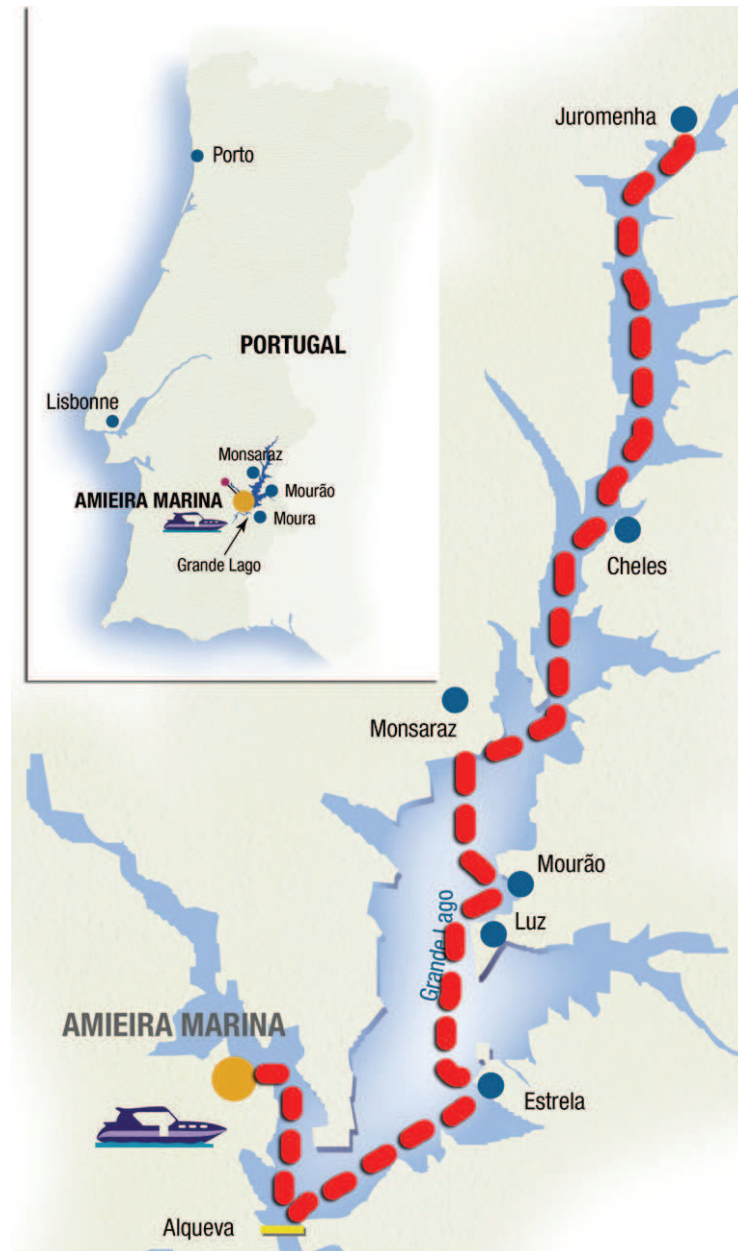 Porto
PORTUGAL
Lisbonne
Monsaraz
AMIEIRA MARINA
Mourão
Moura
Grande Lago
Juromenha
Cheles
Monsaraz
Mourão
Luz
Grande Lago
AMIEIRA MARINA
Estrela
Alqueva